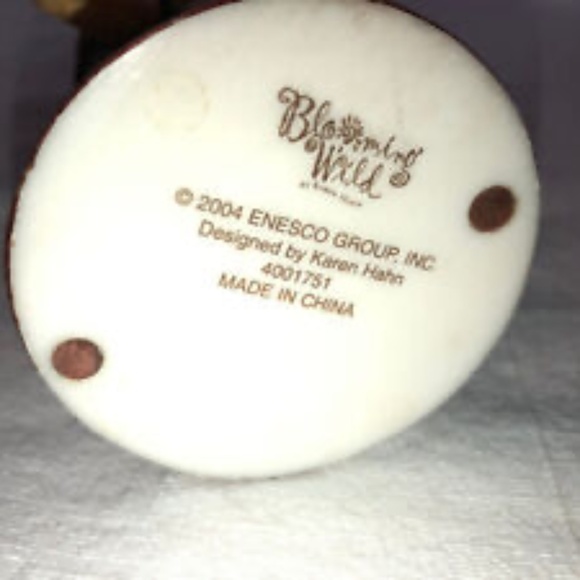 Blooming
Wild
© 2004 ENESCO GROUP, INC.
Designed by Karen Hahn
4001751
MADE IN CHINA